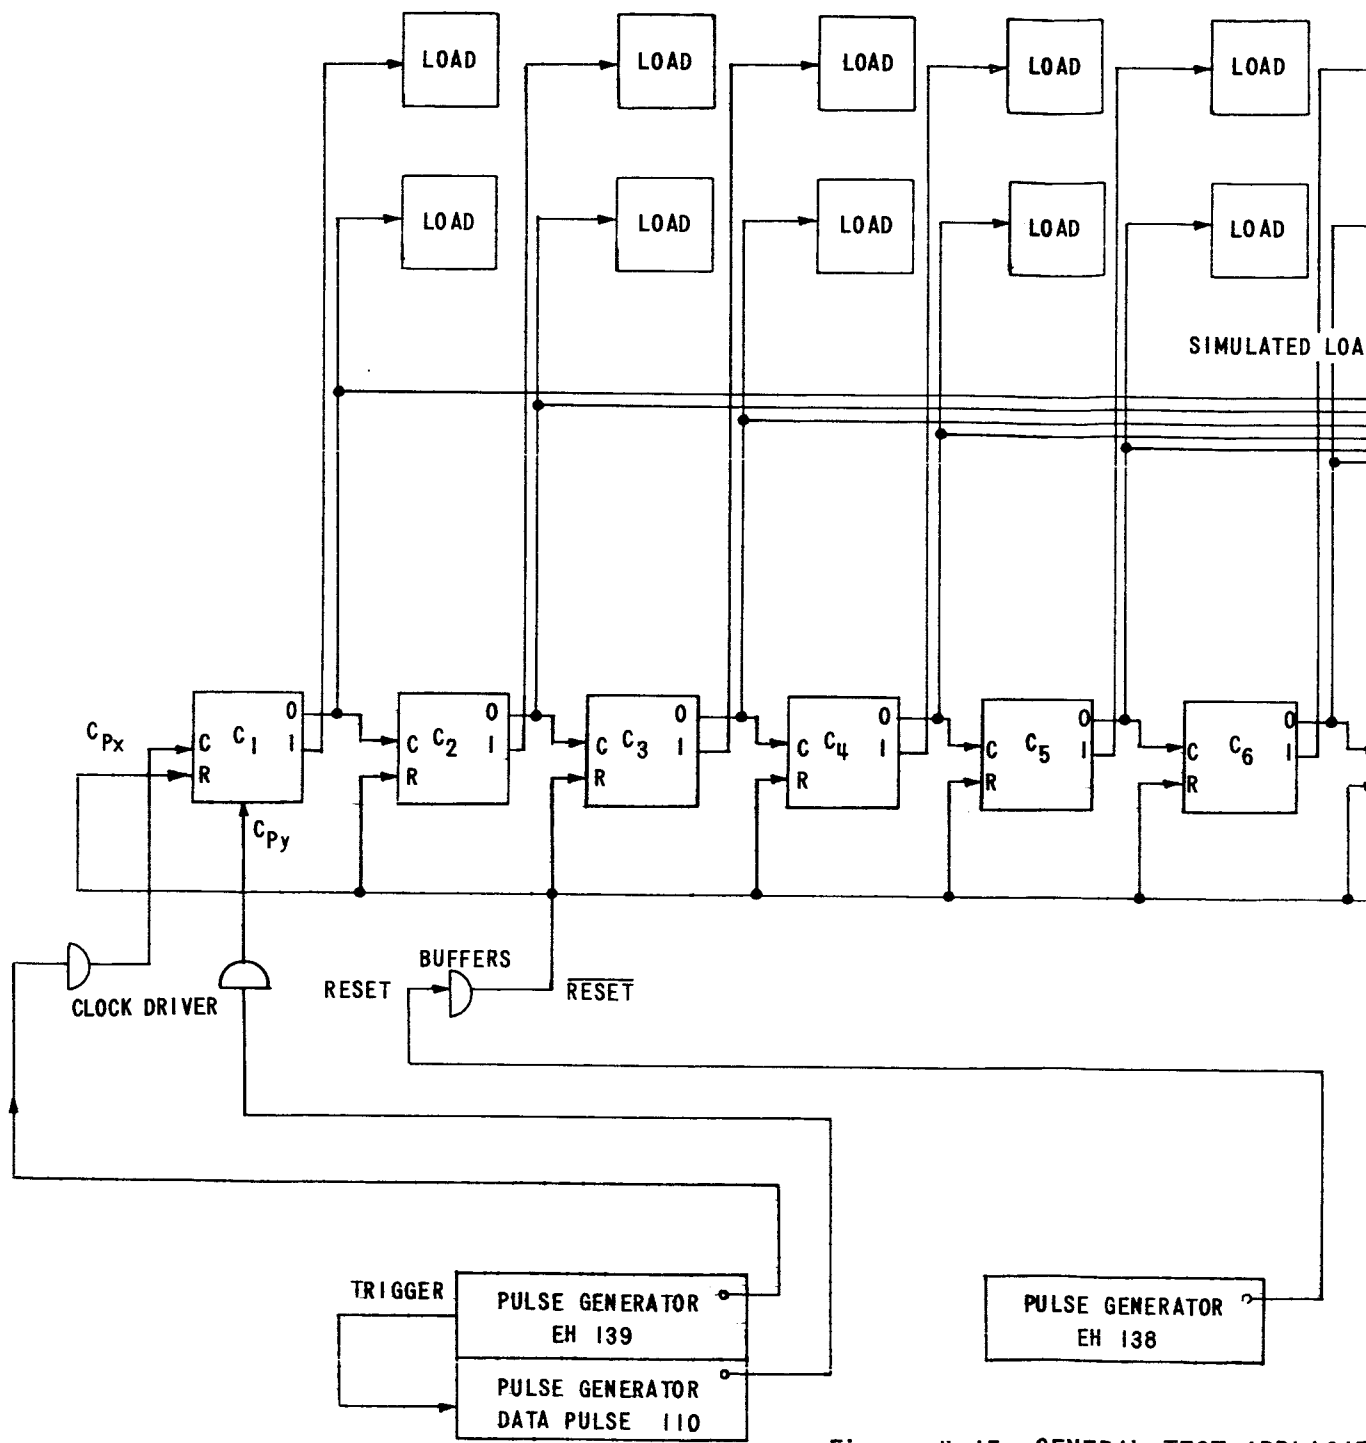 LOAD LOAD LOAD LOAD LOAD
LOAD LOAD LOAD LOAD LOAD
SIMULATED LOA
CPx
C C1 0 1 R
C C2 0 1 R
C C3 0 1 R
C C4 0 1 R
C C5 0 1 R
C C6 0 1 R
CPy
CLOCK DRIVER
BUFFERS
RESET
RESET
TRIGGER
PULSE GENERATOR
EH 139
PULSE GENERATOR
DATA PULSE 110
PULSE GENERATOR
EH 138